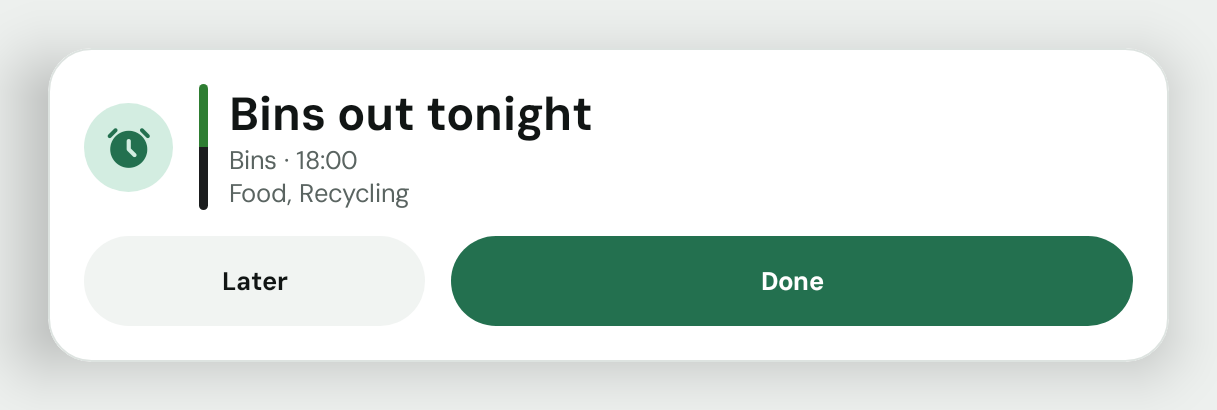 Bins out tonight
Bins · 18:00
Food, Recycling
Later
Done